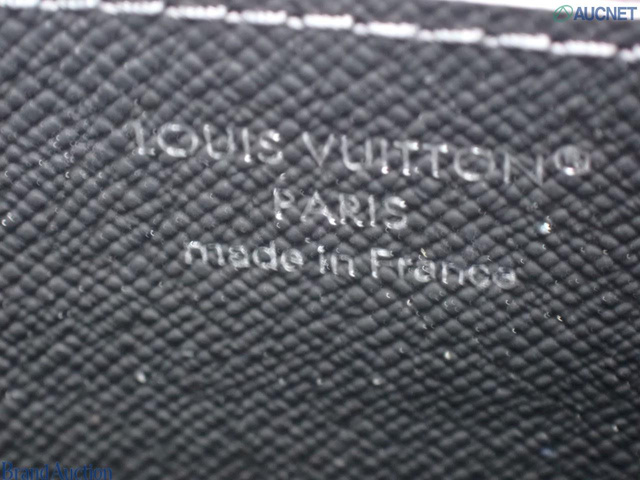 AUCNET
LOUIS VUITTON®
PARIS
made in France
Brand Auction